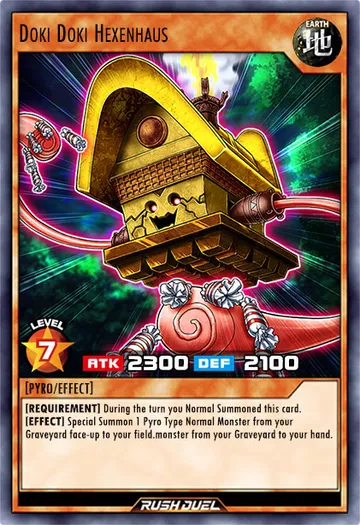 DOKI DOKI HEXENHAUS
EARTH
地
LEVEL
7
ATK 2300 DEF 2100
[PYRO/EFFECT]
[REQUIREMENT] During the turn you Normal Summoned this card.
[EFFECT] Special Summon 1 Pyro Type Normal Monster from your
Graveyard face-up to your field.monster from your Graveyard to your hand.
RUSH DUEL